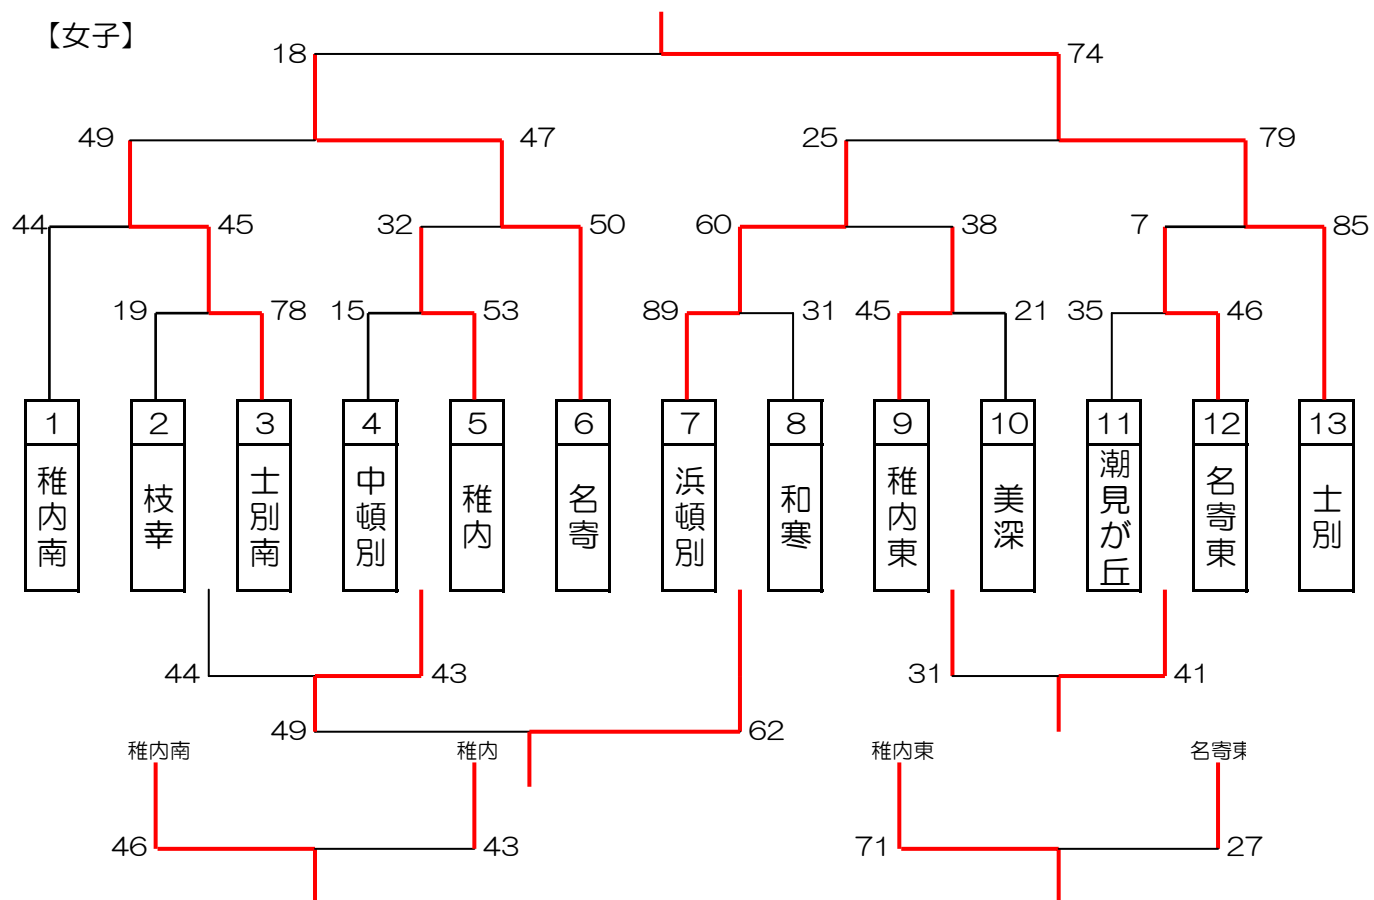 【女子】
18 74
49 47 25 79
44 45 32 50 60 38 7 85
19 78 15 53 89 31 45 21 35 46
1 2 3 4 5 6 7 8 9 10 11 12 13
稚内南
枝幸
士別南
中頓別
稚内
名寄
浜頓別
和寒
稚内東
美深
潮見が丘
名寄東
士別
44 43 31 41
49 62
稚内南 稚内 稚内東 名寄東
46 43 71 27